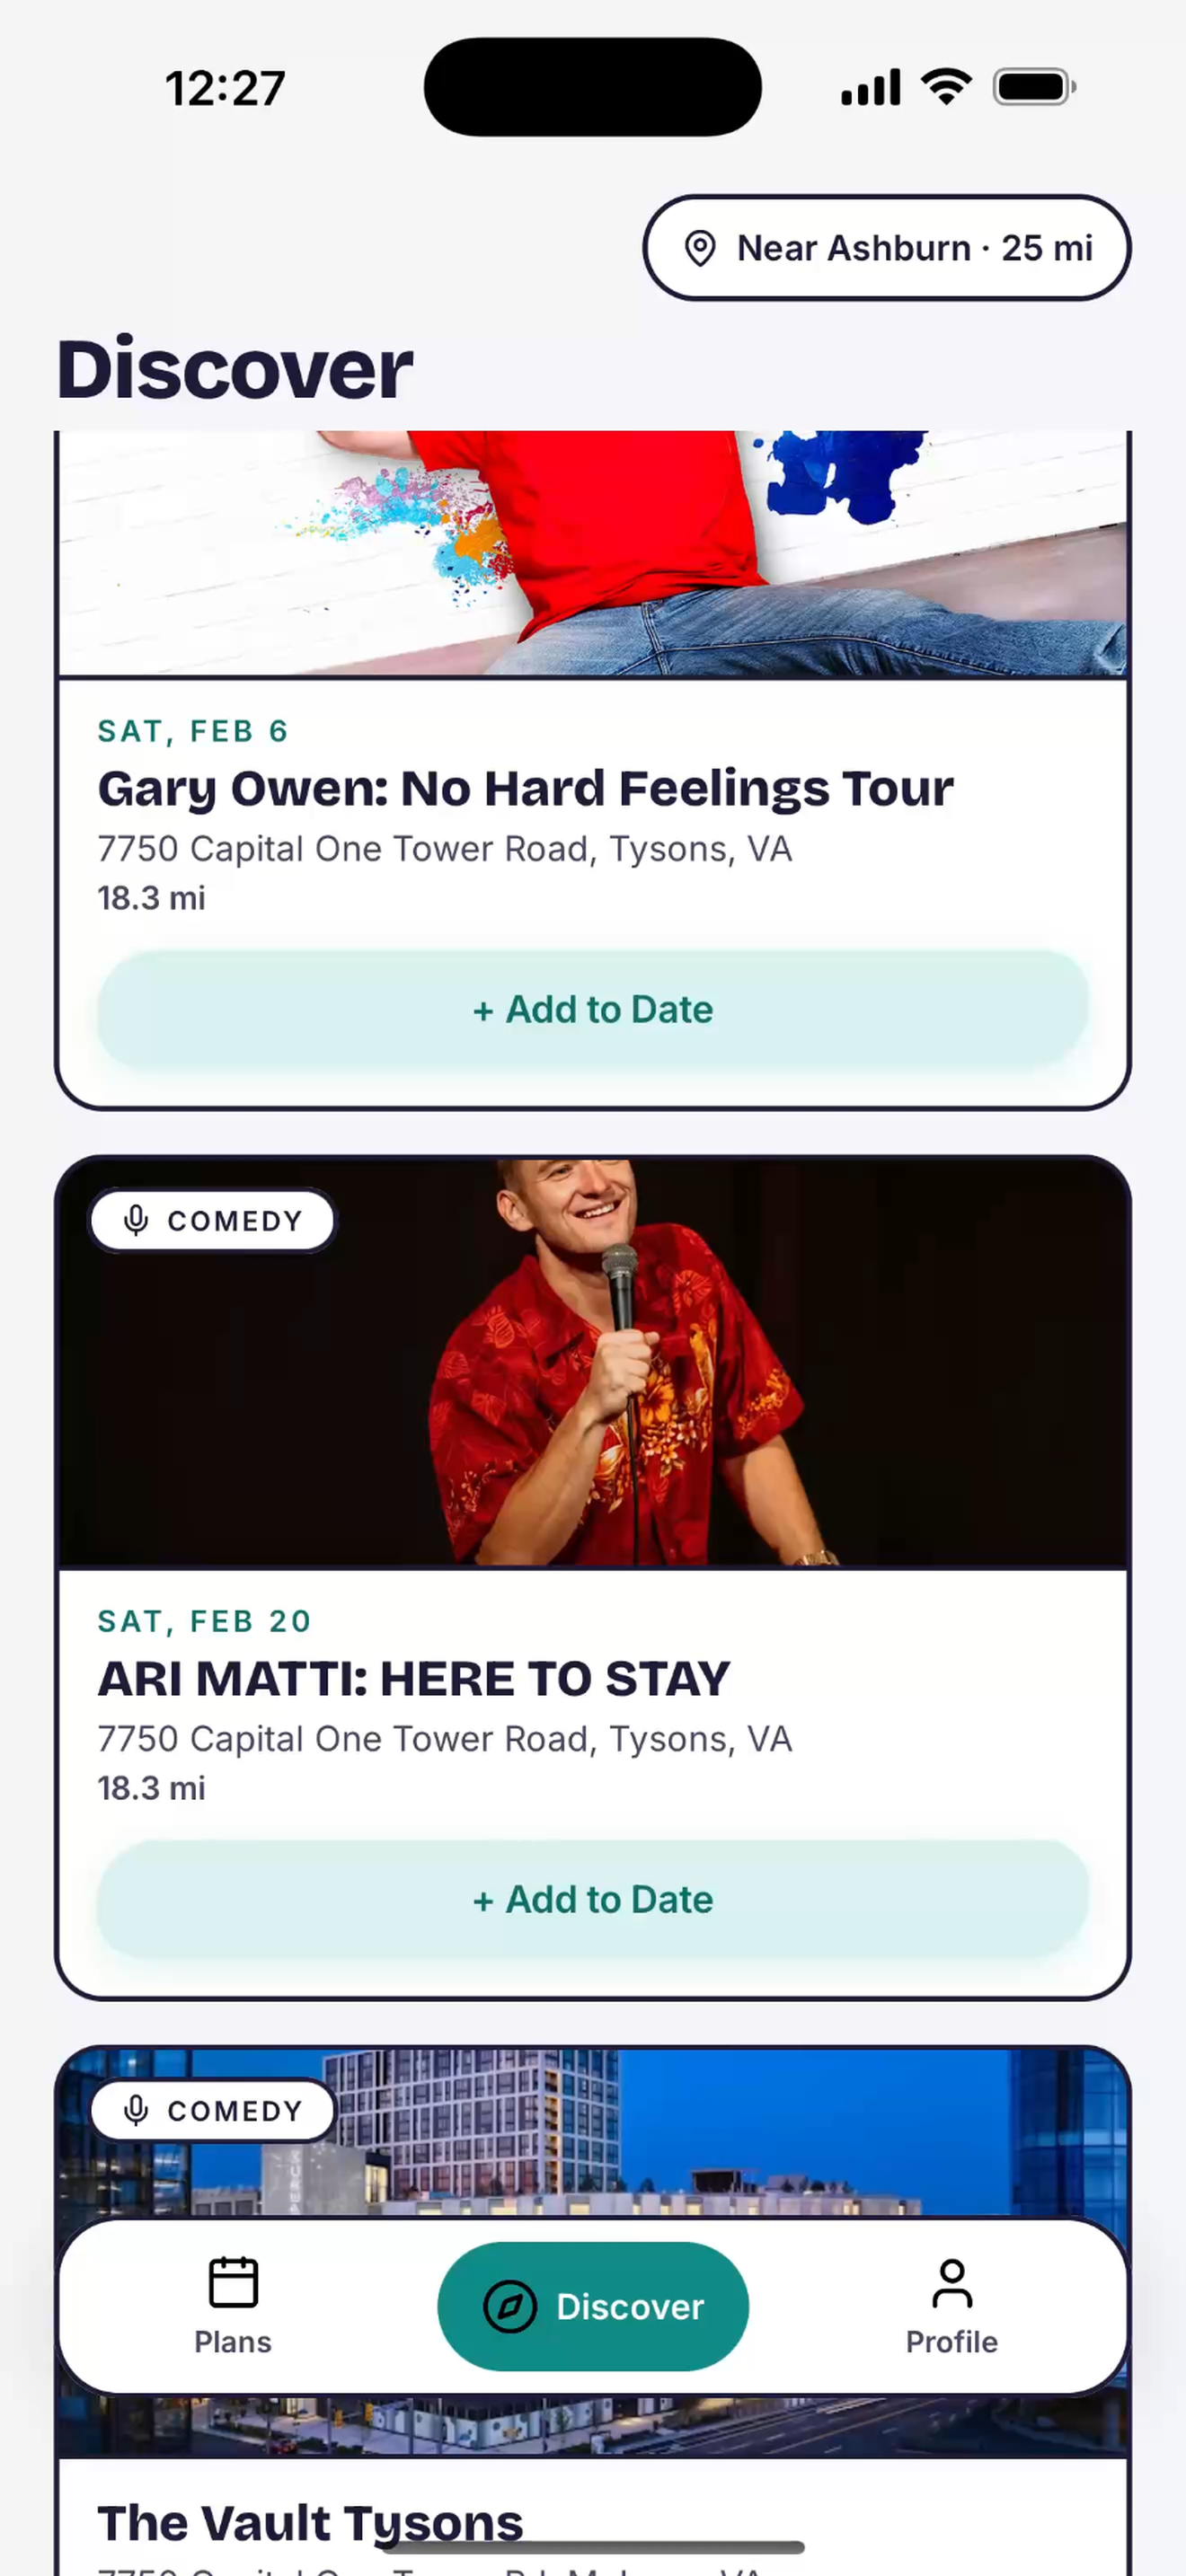 12:27
Near Ashburn · 25 mi
Discover
SAT, FEB 6
Gary Owen: No Hard Feelings Tour
7750 Capital One Tower Road, Tysons, VA
18.3 mi
+ Add to Date
COMEDY
SAT, FEB 20
ARI MATTI: HERE TO STAY
7750 Capital One Tower Road, Tysons, VA
18.3 mi
+ Add to Date
COMEDY
Plans
Discover
Profile
The Vault Tysons